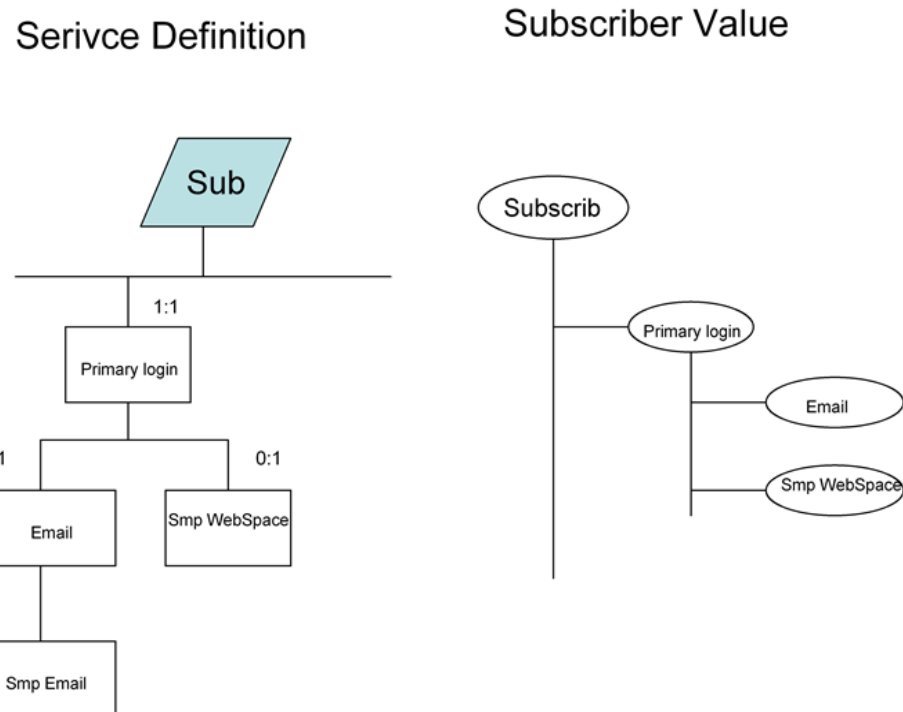 Serivce Definition
Subscriber Value
Sub
1:1
Primary login
1
0:1
Email
Smp WebSpace
Smp Email
Subscrib
Primary login
Email
Smp WebSpace